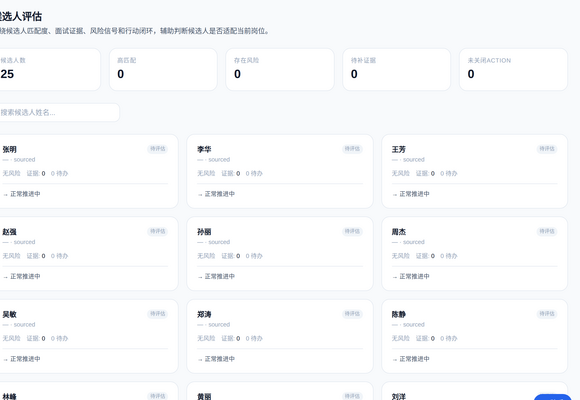 候选人评估
绕候选人匹配度、面试证据、风险信号和行动闭环，辅助判断候选人是否适配当前岗位。
候选人数
25
高匹配
0
存在风险
0
待补证据
0
未关闭ACTION
0
搜索候选人姓名...
张明
待评估
— · sourced
无风险 证据: 0 0 待办
→ 正常推进中
李华
待评估
— · sourced
无风险 证据: 0 0 待办
→ 正常推进中
王芳
待评估
— · sourced
无风险 证据: 0 0 待办
→ 正常推进中
赵强
待评估
— · sourced
无风险 证据: 0 0 待办
→ 正常推进中
孙丽
待评估
— · sourced
无风险 证据: 0 0 待办
→ 正常推进中
周杰
待评估
— · sourced
无风险 证据: 0 0 待办
→ 正常推进中
吴敏
待评估
— · sourced
无风险 证据: 0 0 待办
→ 正常推进中
郑涛
待评估
— · sourced
无风险 证据: 0 0 待办
→ 正常推进中
陈静
待评估
— · sourced
无风险 证据: 0 0 待办
→ 正常推进中
林峰
待评估
黄丽
待评估
刘洋